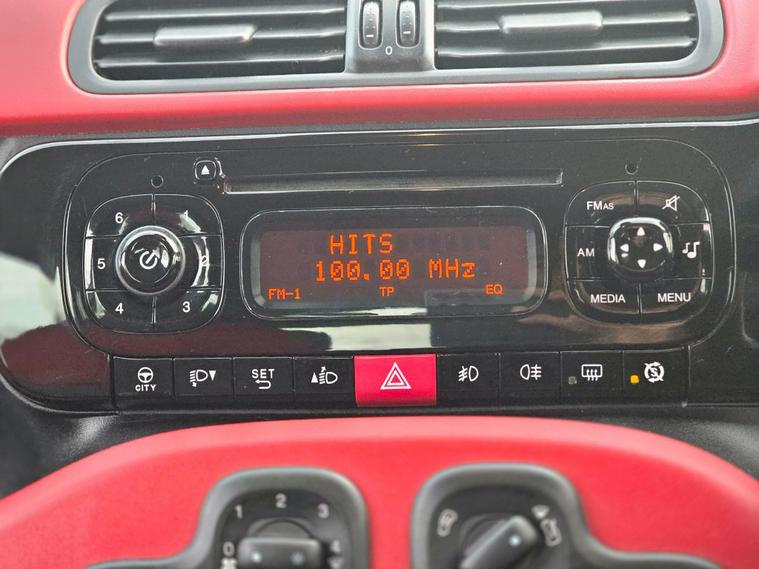 0
6 1
5 2
4 3
HITS
100.00 MHz
FM-1 TP EQ
FMAS
AM
MEDIA MENU
CITY
SET
0 1 2 3